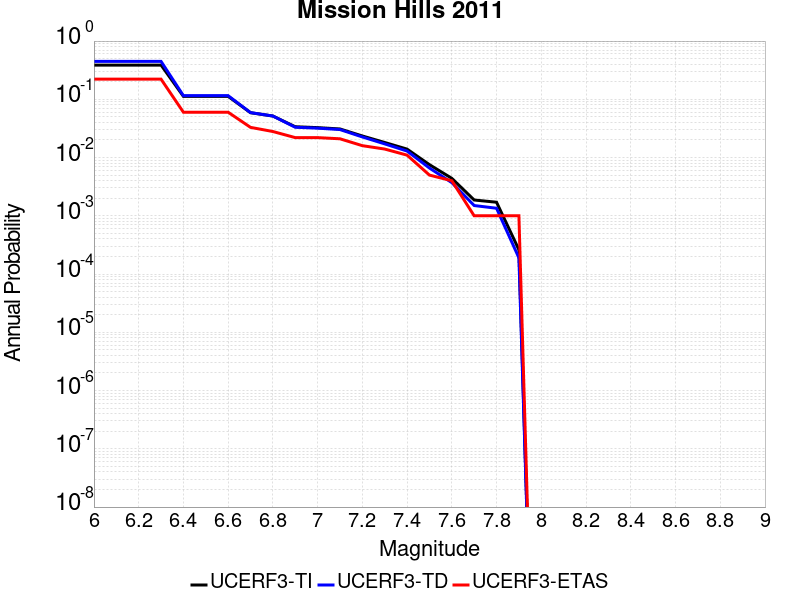 Mission Hills 2011
10^0
10^-1
10^-2
10^-3
10^-4
10^-5
10^-6
10^-7
10^-8
Annual Probability
6 6.2 6.4 6.6 6.8 7 7.2 7.4 7.6 7.8 8 8.2 8.4 8.6 8.8 9
Magnitude
UCERF3-TI UCERF3-TD UCERF3-ETAS